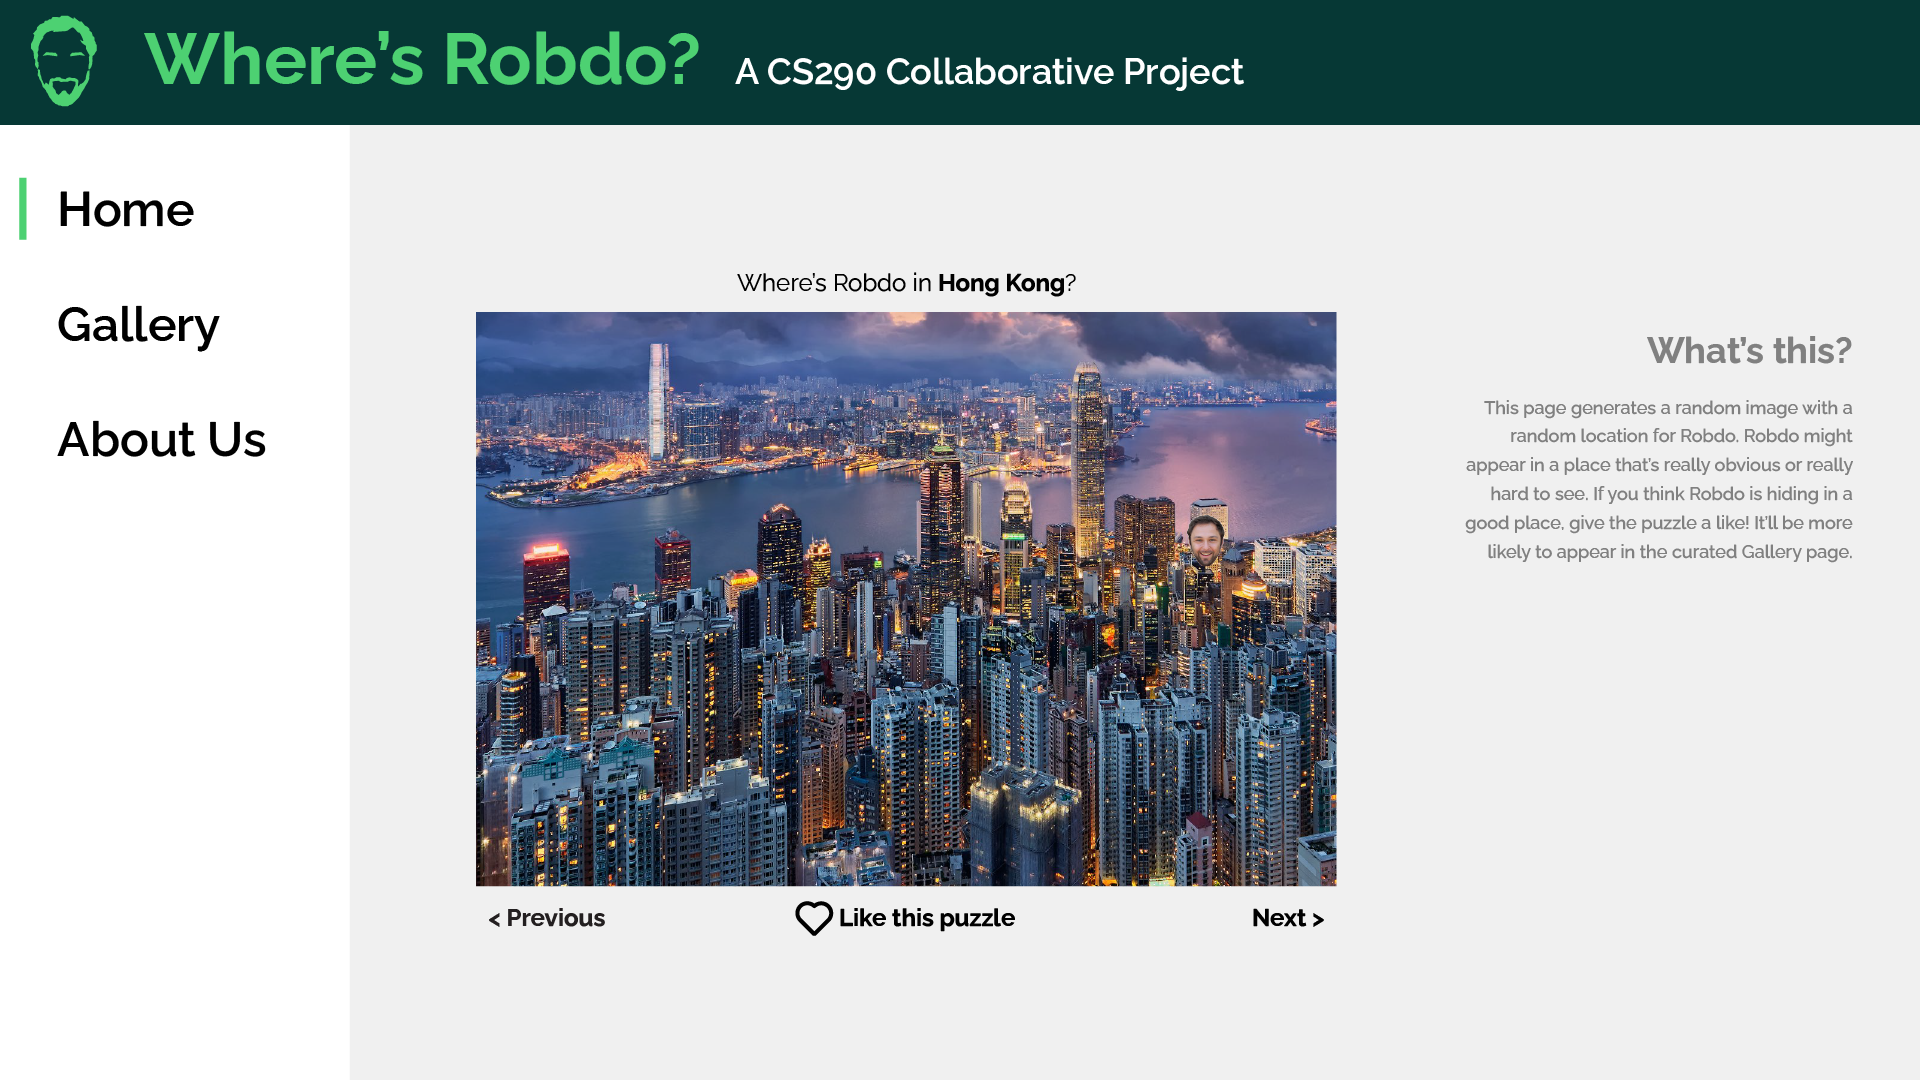 Where's Robdo? A CS290 Collaborative Project
Home
Gallery
About Us
Where's Robdo in Hong Kong?
What's this?
This page generates a random image with a
random location for Robdo. Robdo might
appear in a place that's really obvious or really
hard to see. If you think Robdo is hiding in a
good place, give the puzzle a like! It'll be more
likely to appear in the curated Gallery page.
< Previous
Like this puzzle
Next >